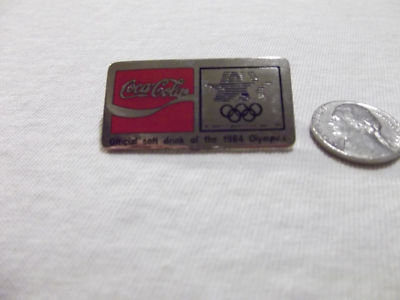 Coca-Cola
Official soft drink of the 1984 Olympics